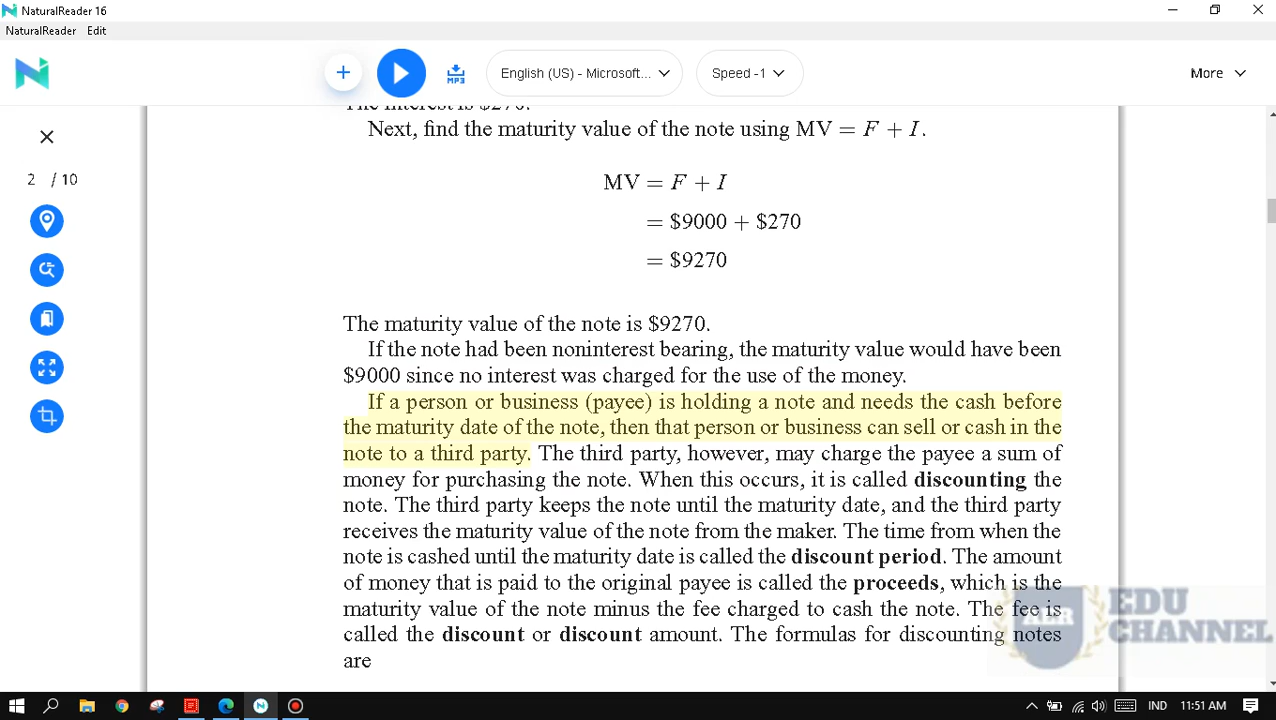 NaturalReader 16
NaturalReader Edit
MP3
English (US) - Microsoft...
Speed -1
More
The interest is $270.
Next, find the maturity value of the note using MV = F + I.
2 / 10
MV = F + I
= $9000 + $270
= $9270
The maturity value of the note is $9270.
If the note had been noninterest bearing, the maturity value would have been
$9000 since no interest was charged for the use of the money.
If a person or business (payee) is holding a note and needs the cash before
the maturity date of the note, then that person or business can sell or cash in the
note to a third party. The third party, however, may charge the payee a sum of
money for purchasing the note. When this occurs, it is called discounting the
note. The third party keeps the note until the maturity date, and the third party
receives the maturity value of the note from the maker. The time from when the
note is cashed until the maturity date is called the discount period. The amount
of money that is paid to the original payee is called the proceeds, which is the
maturity value of the note minus the fee charged to cash the note. The fee is
called the discount or discount amount. The formulas for discounting notes
are
EDU
CHANNEL
IND 11:51 AM